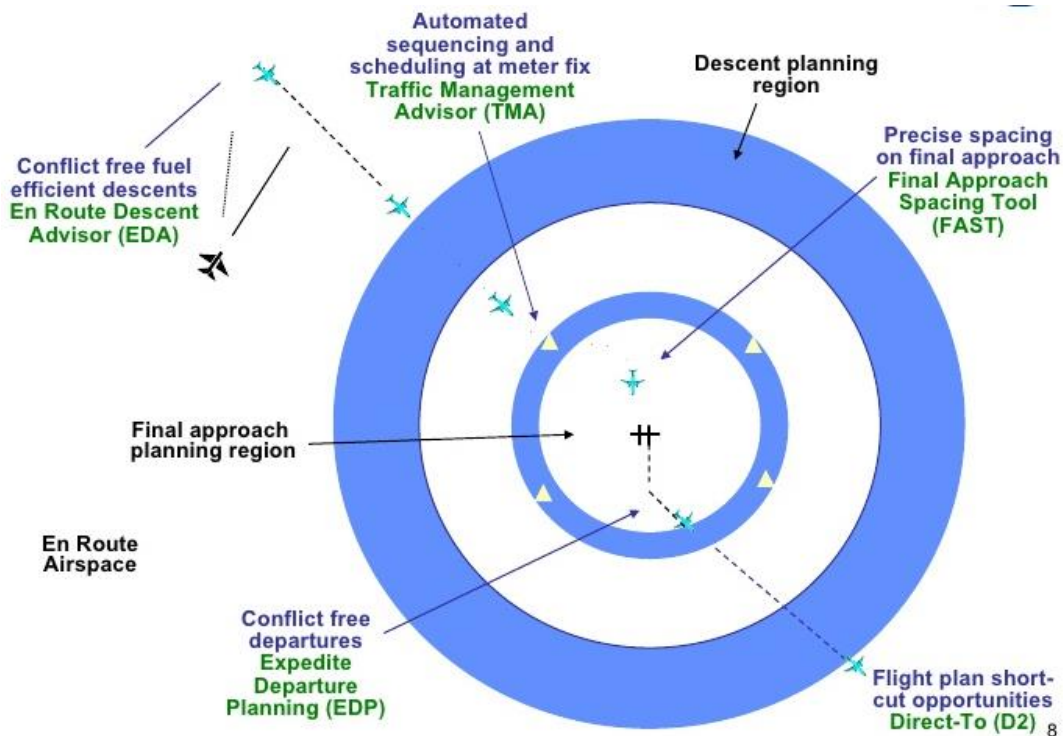 Automated
sequencing and
scheduling at meter fix
Traffic Management
Advisor (TMA)
Descent planning
region
Conflict free fuel
efficient descents
En Route Descent
Advisor (EDA)
Precise spacing
on final approach
Final Approach
Spacing Tool
(FAST)
Final approach
planning region
En Route
Airspace
Conflict free
departures
Expedite
Departure
Planning (EDP)
Flight plan short-
cut opportunities
Direct-To (D2)
8